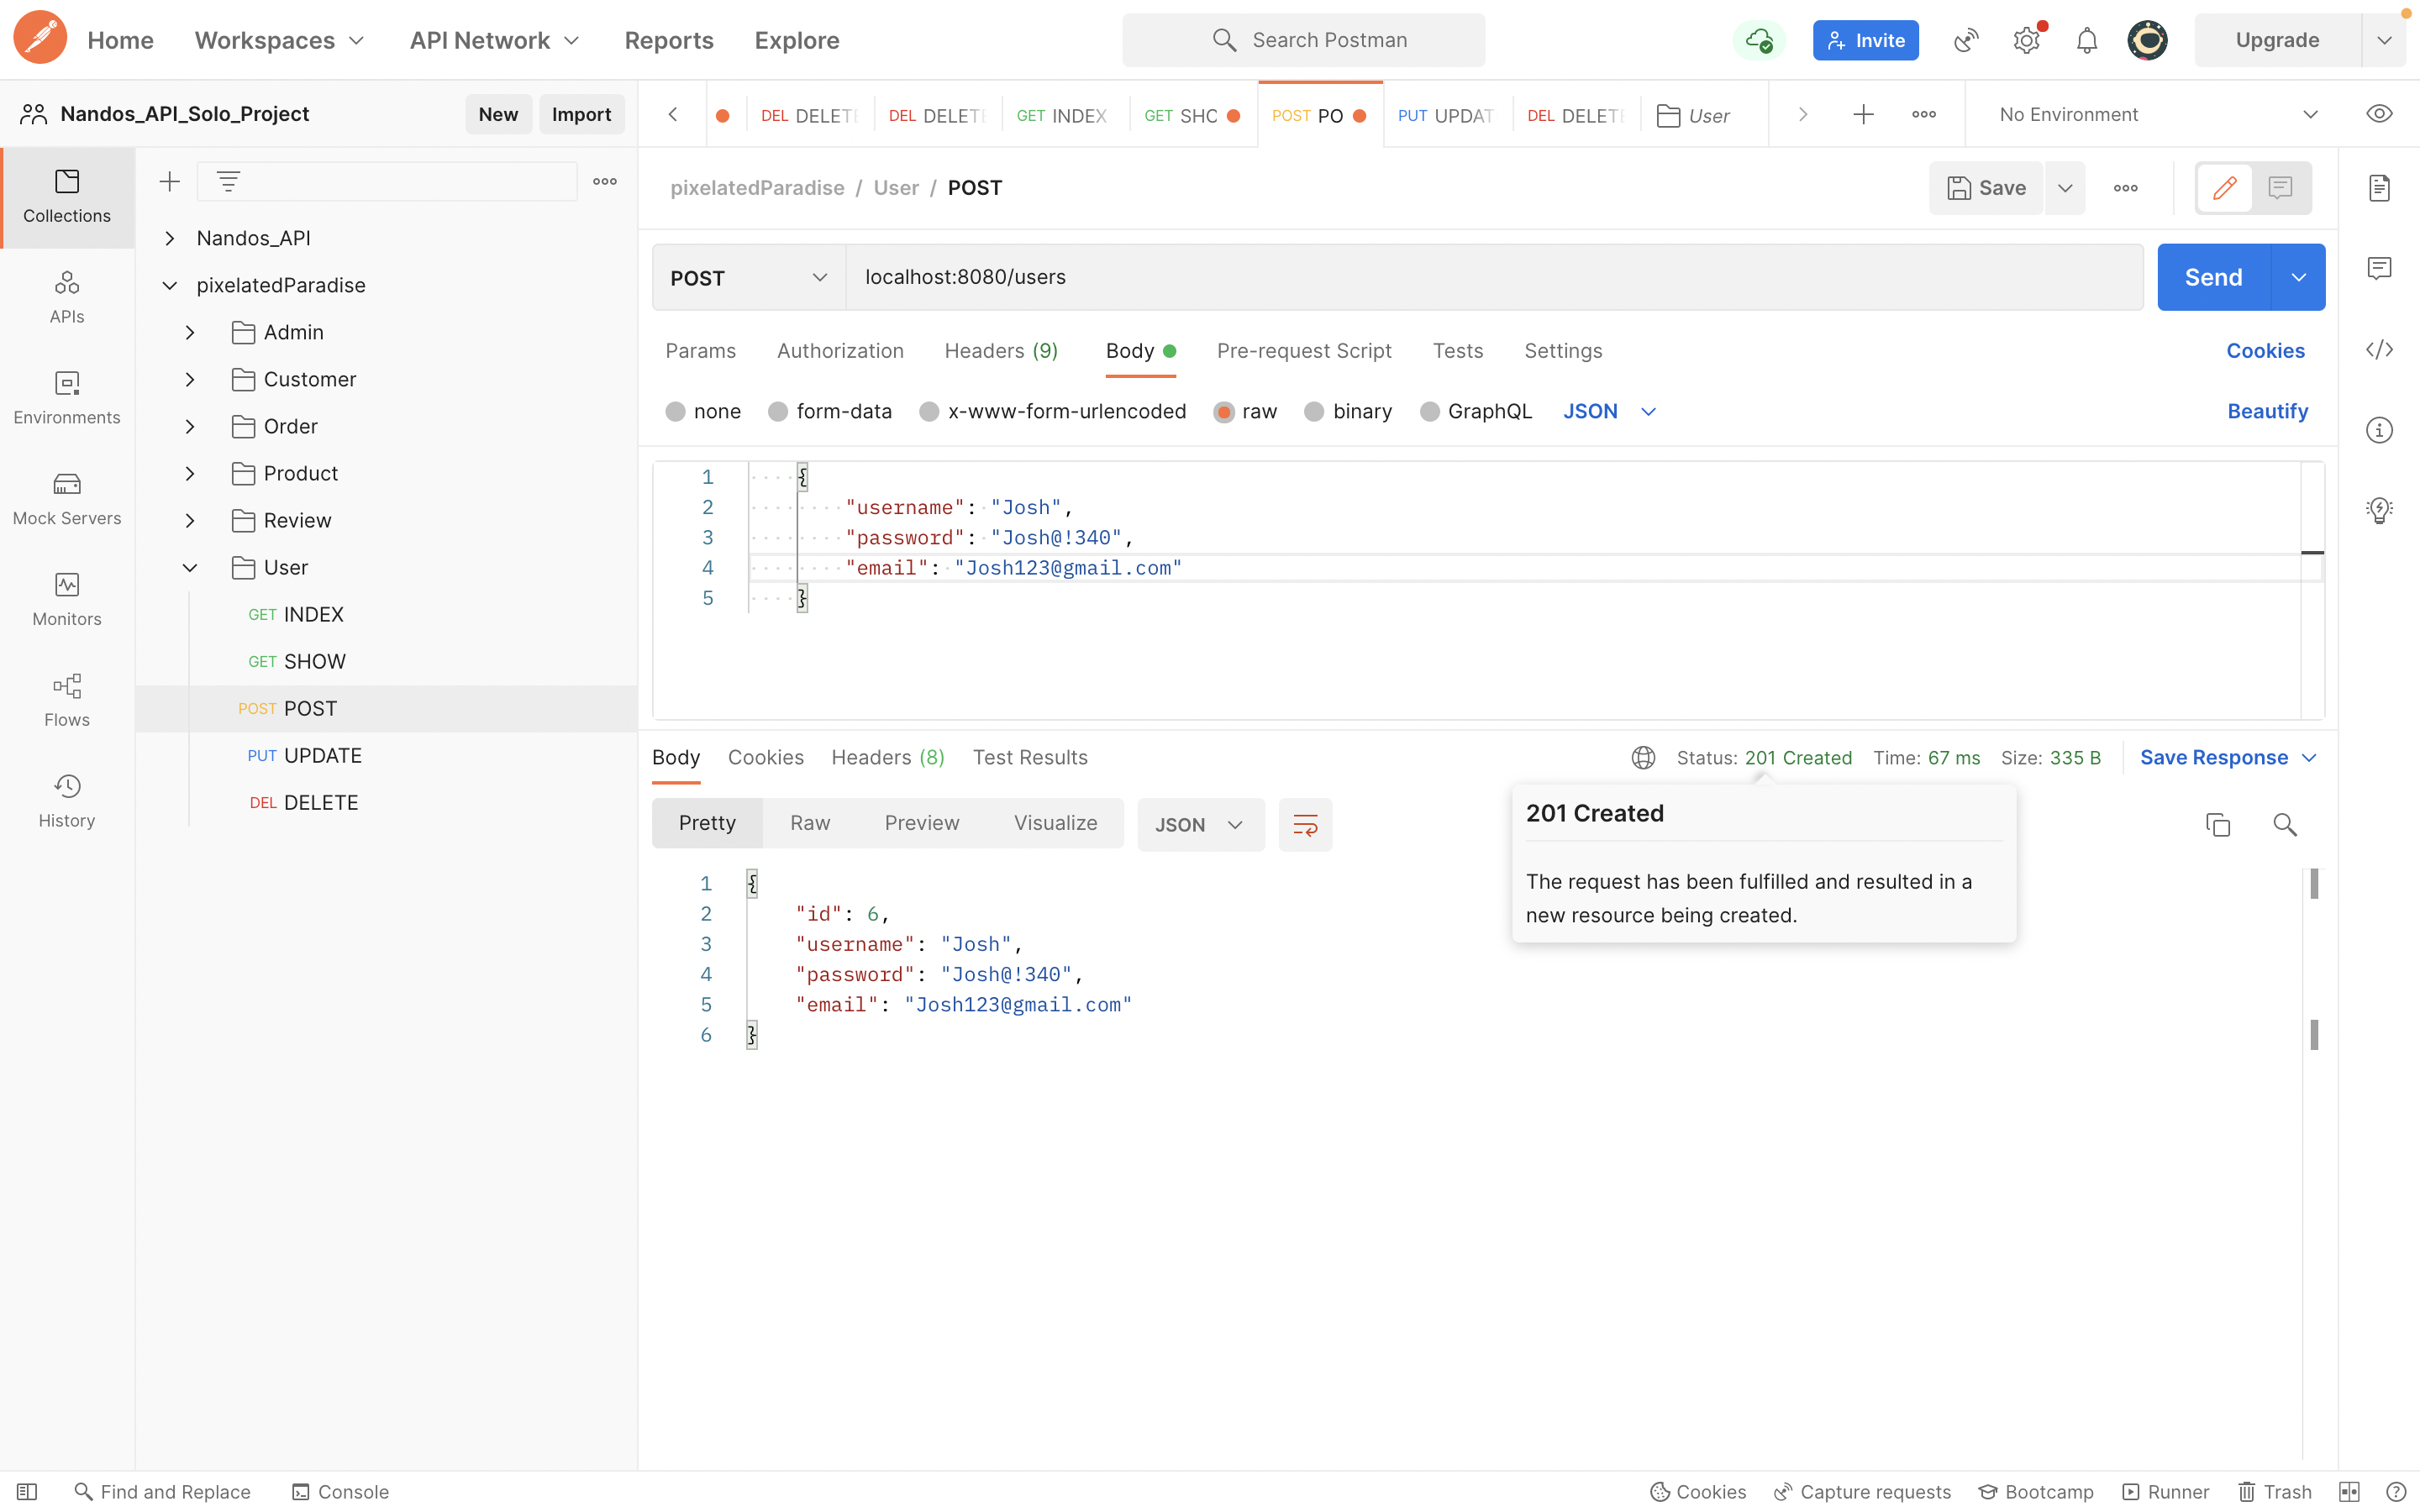 Home Workspaces API Network Reports Explore Search Postman Invite Upgrade
Nandos_API_Solo_Project New Import
DEL DELETE DEL DELETE GET INDEX GET SHO POST PO PUT UPDAT DEL DELETE User No Environment
Collections
APIs
Environments
Mock Servers
Monitors
Flows
History
Nandos_API
pixelatedParadise
Admin
Customer
Order
Product
Review
User
GET INDEX
GET SHOW
POST POST
PUT UPDATE
DEL DELETE
pixelatedParadise / User / POST Save
POST localhost:8080/users Send
Params Authorization Headers (9) Body Pre-request Script Tests Settings Cookies
none form-data x-www-form-urlencoded raw binary GraphQL JSON Beautify
1 {
2 "username": "Josh",
3 "password": "Josh@!340",
4 "email": "Josh123@gmail.com"
5 }
Body Cookies Headers (8) Test Results Status: 201 Created Time: 67 ms Size: 335 B Save Response
Pretty Raw Preview Visualize JSON
201 Created
The request has been fulfilled and resulted in a
new resource being created.
1 {
2 "id": 6,
3 "username": "Josh",
4 "password": "Josh@!340",
5 "email": "Josh123@gmail.com"
6 }
Find and Replace Console Cookies Capture requests Bootcamp Runner Trash